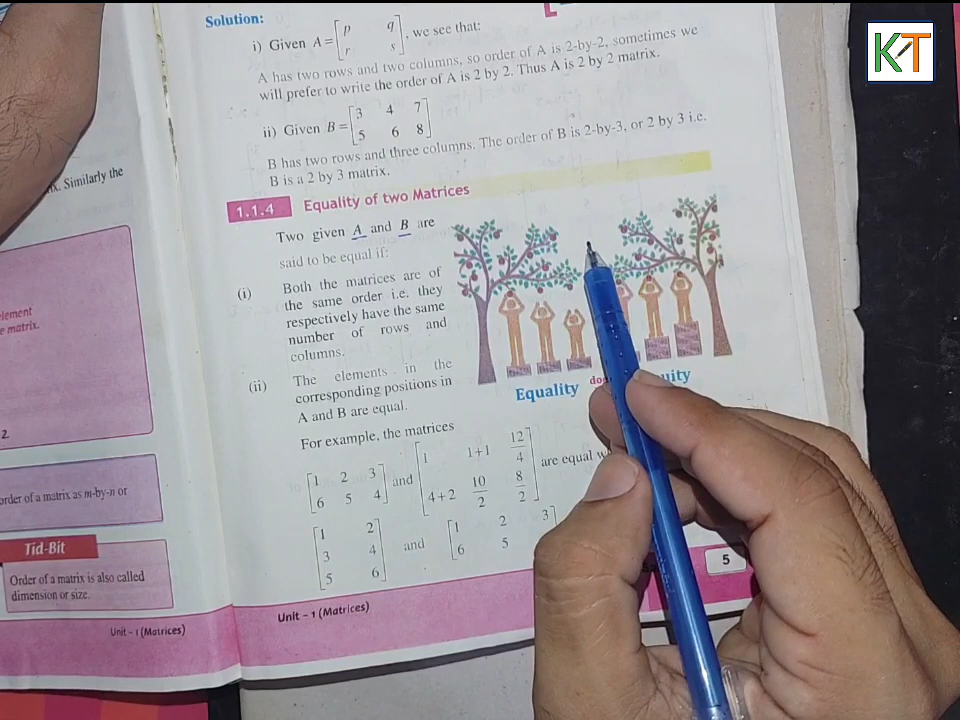 Solution:
i) Given A = [p q
r s], we see that:
A has two rows and two columns, so order of A is 2-by-2, sometimes we
will prefer to write the order of A is 2 by 2. Thus A is 2 by 2 matrix.
ii) Given B = [3 4 7
5 6 8]
B has two rows and three columns. The order of B is 2-by-3, or 2 by 3 i.e.
B is a 2 by 3 matrix.
1.1.4 Equality of two Matrices
Two given A and B are
said to be equal if:
(i) Both the matrices are of
the same order i.e. they
respectively have the same
number of rows and
columns.
(ii) The elements in the
corresponding positions in
A and B are equal.
Equality
For example, the matrices
[1 2 3
6 5 4] and [1 1+1 12/4
4+2 10/2 8/2] are equal
[1 2
3 4
5 6] and [1 2 3
6 5
5
Unit - 1 (Matrices)
Similarly the
element
matrix.
2
order of a matrix as m-by-n or
Tid-Bit
Order of a matrix is also called
dimension or size.
Unit - 1 (Matrices)
KT